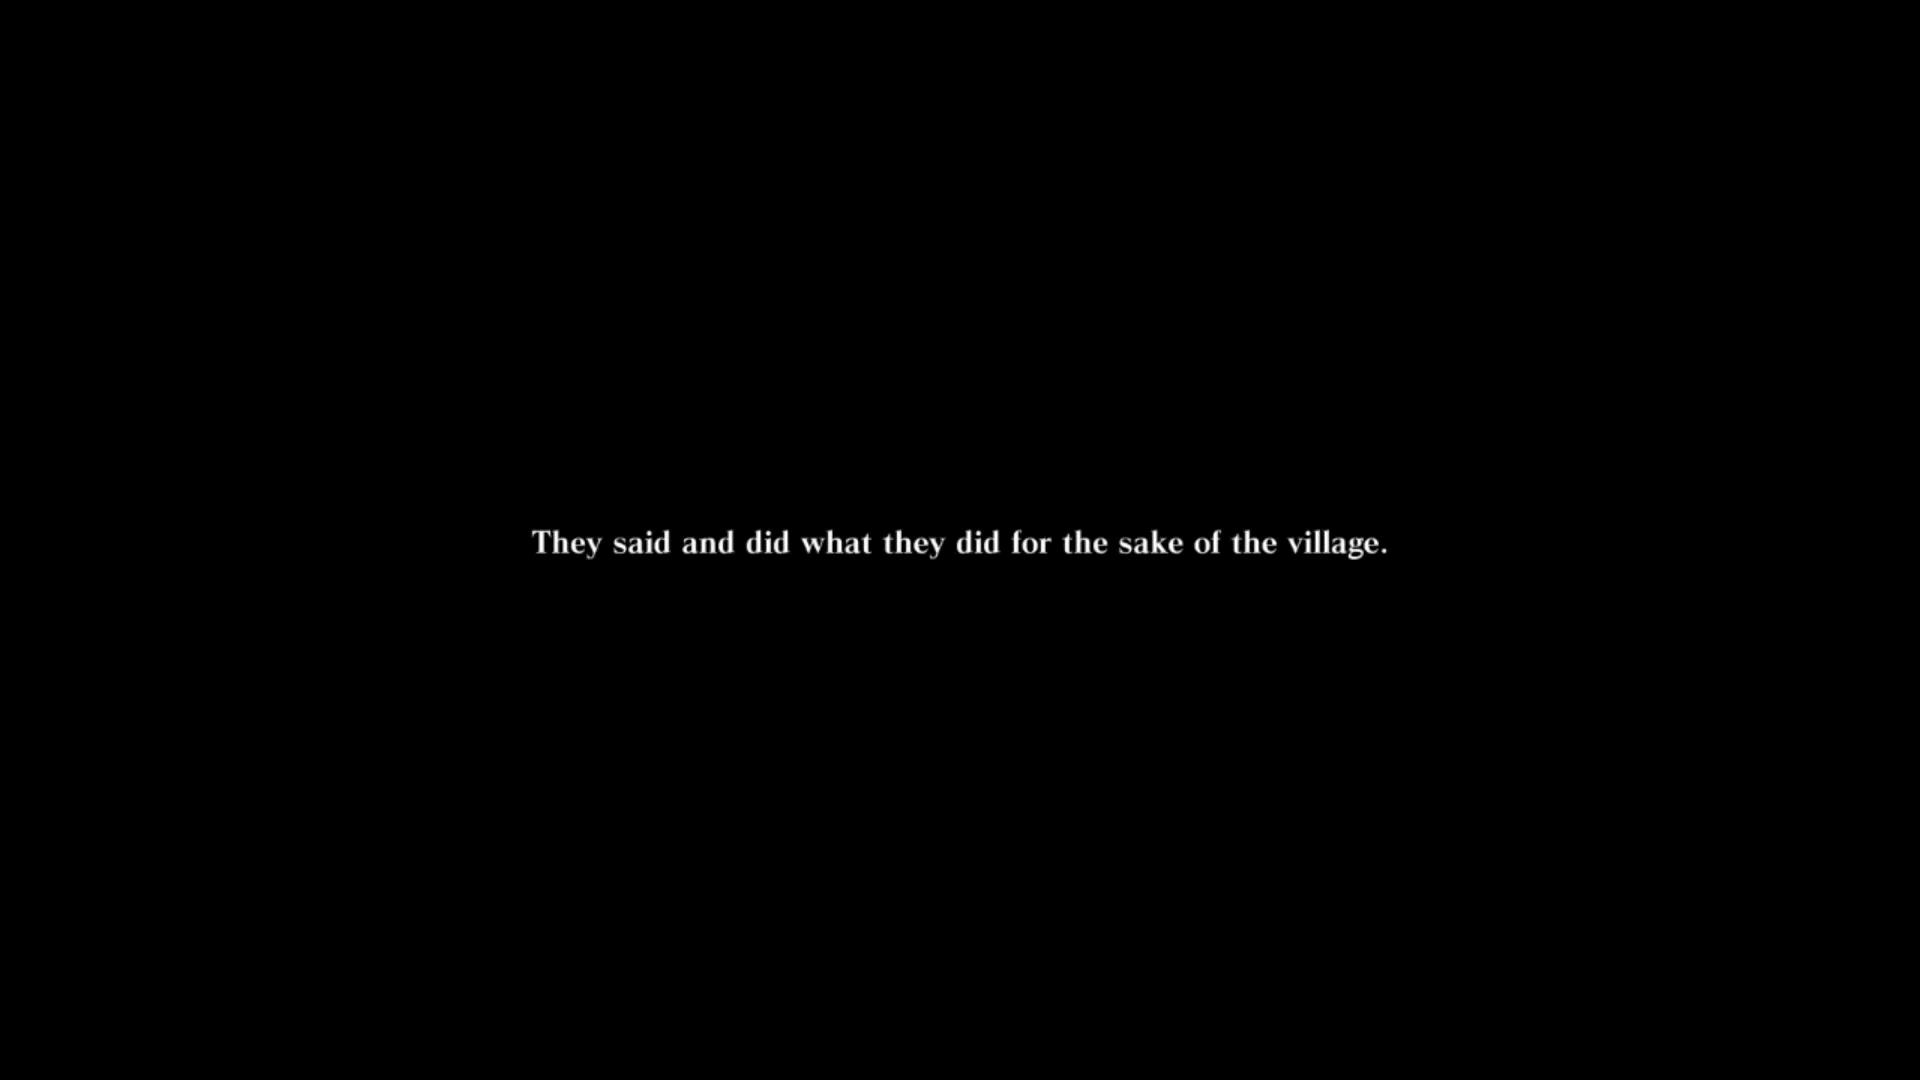 They said and did what they did for the sake of the village.